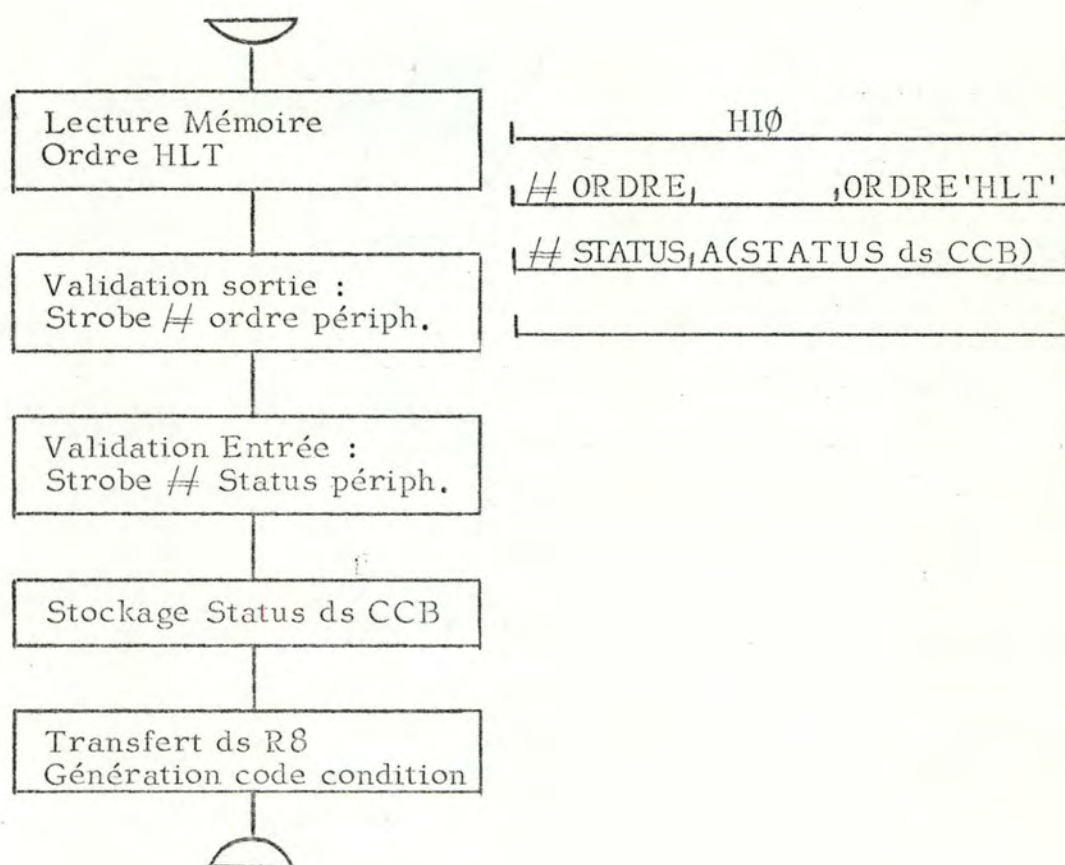 Lecture Mémoire
Ordre HLT
Validation sortie :
Strobe # ordre périph.
Validation Entrée :
Strobe # Status périph.
Stockage Status ds CCB
Transfert ds R8
Génération code condition
HIØ
# ORDRE, ,ORDRE'HLT'
# STATUS,A(STATUS ds CCB)